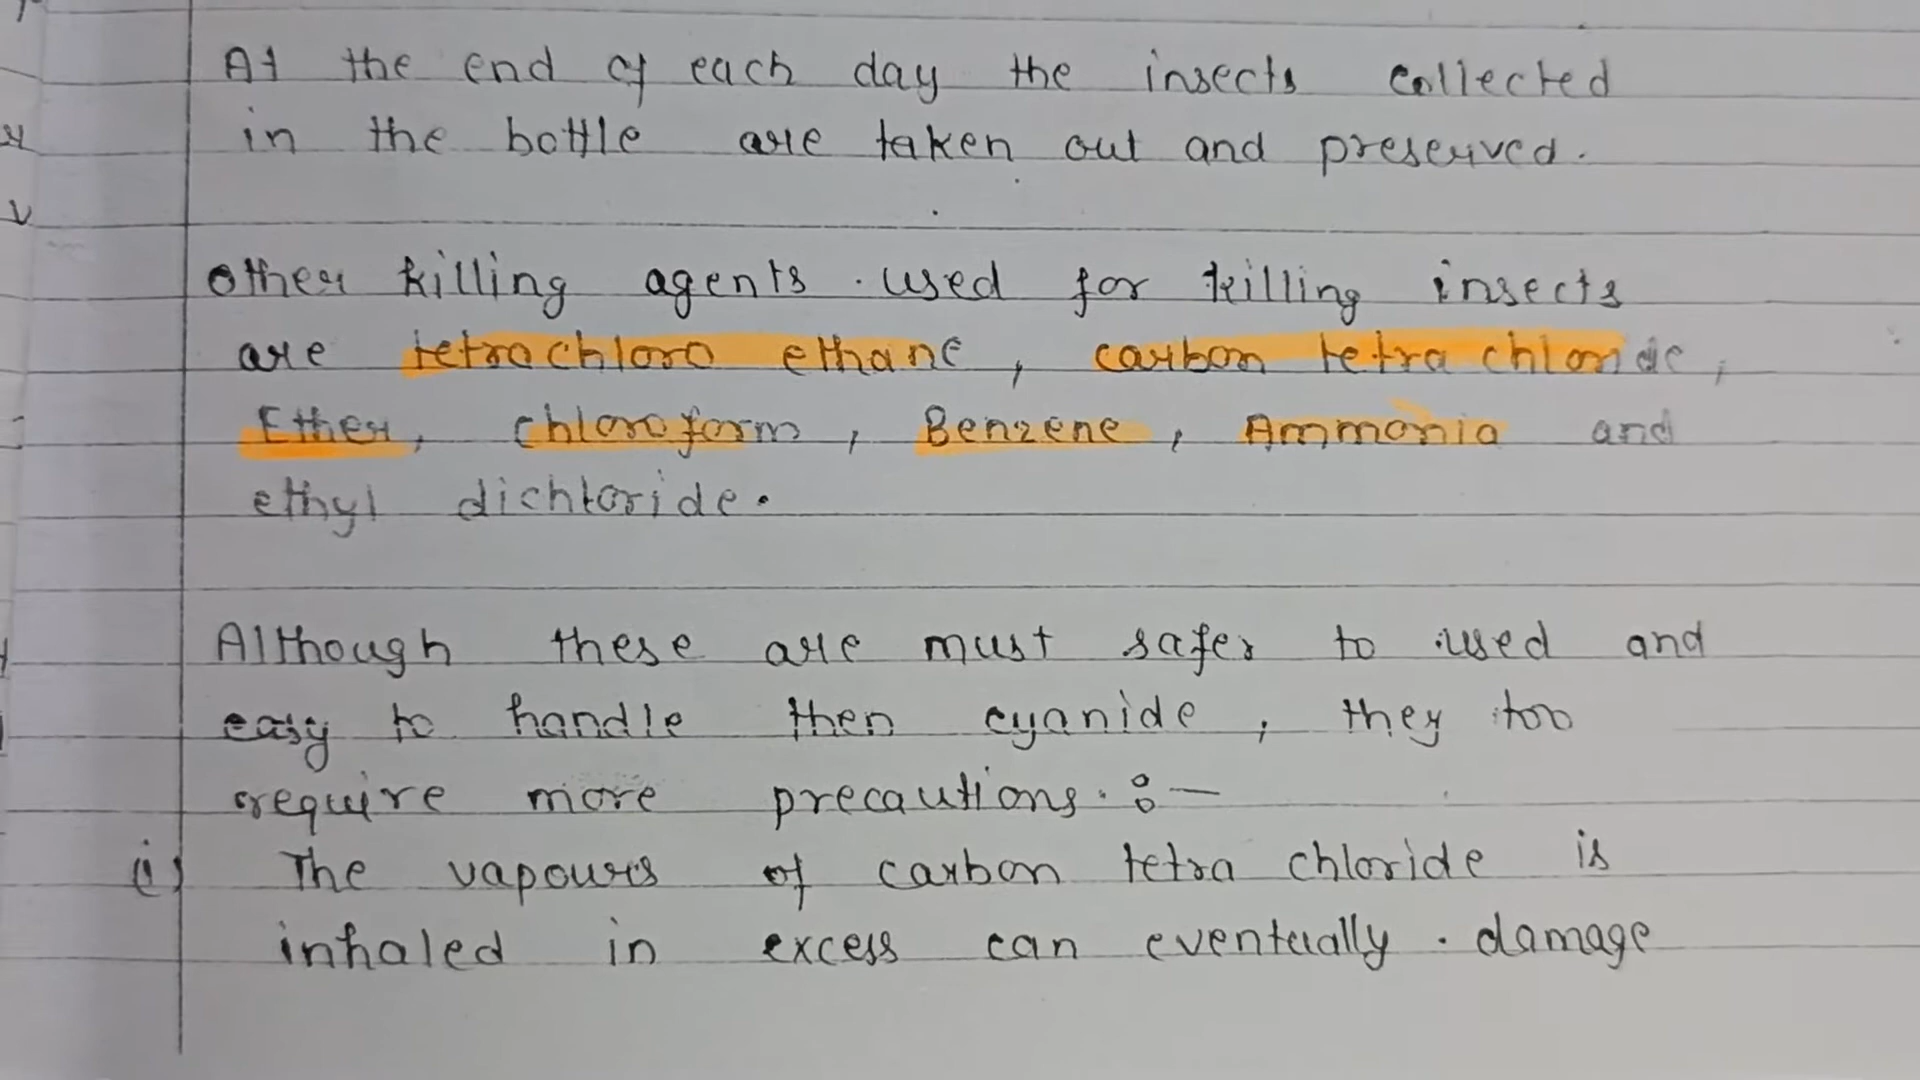 At the end of each day the insects collected
in the bottle are taken out and preserved.
Other killing agents used for killing insects
are tetrachloro ethane, carbon tetra chloride,
Ether, chloroform, Benzene, Ammonia and
ethyl dichloride.
Although these are must safer to used and
easy to handle then cyanide, they too
require more precautions. :-
(i) The vapours of carbon tetra chloride is
inhaled in excess can eventually damage